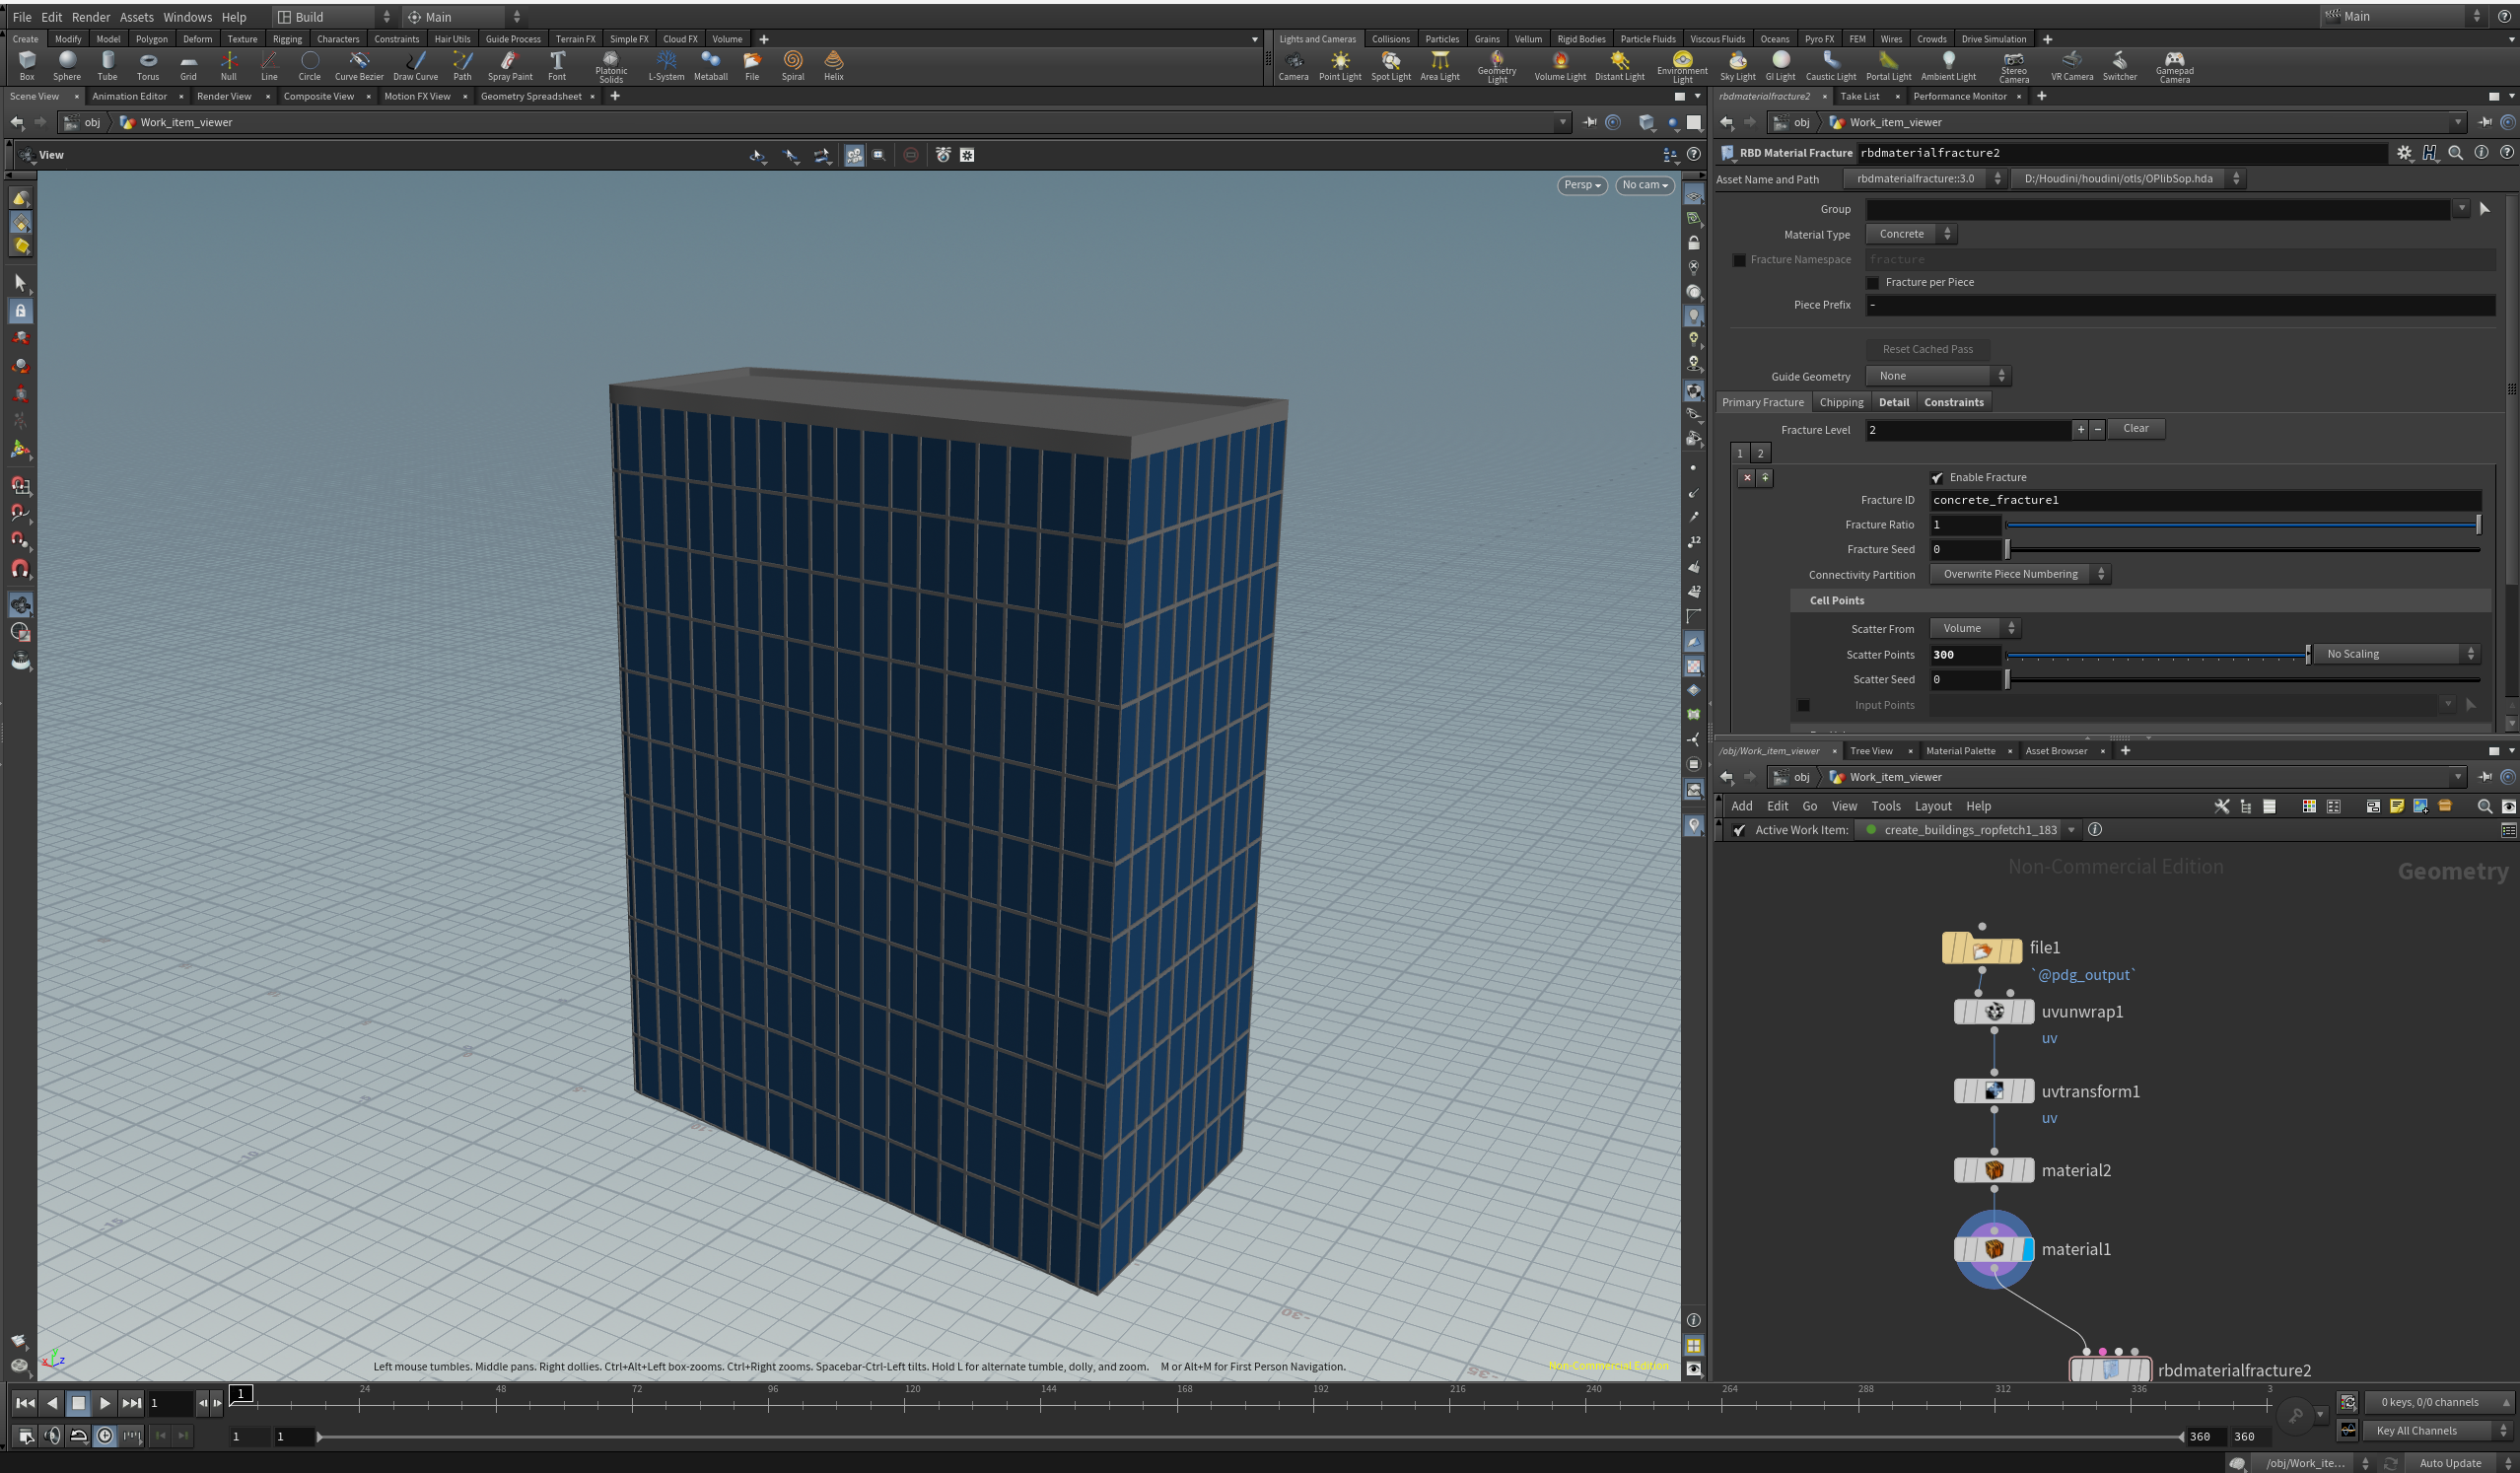 File Edit Render Assets Windows Help Build Main Main
Create Modify Model Polygon Deform Texture Rigging Characters Constraints Hair Utils Guide Process Terrain FX Simple FX Cloud FX Volume
Lights and Cameras Collisions Particles Grains Vellum Rigid Bodies Particle Fluids Viscous Fluids Oceans Pyro FX FEM Wires Crowds Drive Simulation
Box Sphere Tube Torus Grid Null Line Circle Curve Bezier Draw Curve Path Spray Paint Font Platonic Solids L-System Metaball File Spiral Helix
Camera Point Light Spot Light Area Light Geometry Light Volume Light Distant Light Environment Light Sky Light GI Light Caustic Light Portal Light Ambient Light Stereo Camera VR Camera Switcher Gamepad Camera
Scene View Animation Editor Render View Composite View Motion FX View Geometry Spreadsheet
rbdmaterialfracture2 Take List Performance Monitor
obj Work_item_viewer
obj Work_item_viewer
View
Persp No cam
RBD Material Fracture rbdmaterialfracture2
Asset Name and Path rbdmaterialfracture::3.0 D:/Houdini/houdini/otls/OPlibSop.hda
Group
Material Type Concrete
Fracture Namespace fracture
Fracture per Piece
Piece Prefix -
Reset Cached Pass
Guide Geometry None
Primary Fracture Chipping Detail Constraints
Fracture Level 2 + - Clear
1 2
Enable Fracture
Fracture ID concrete_fracture1
Fracture Ratio 1
Fracture Seed 0
Connectivity Partition Overwrite Piece Numbering
Cell Points
Scatter From Volume
Scatter Points 300 No Scaling
Scatter Seed 0
Input Points
/obj/Work_item_viewer Tree View Material Palette Asset Browser
obj Work_item_viewer
Add Edit Go View Tools Layout Help
Active Work Item: create_buildings_ropfetch1_183
Non-Commercial Edition Geometry
file1
`@pdg_output`
uvunwrap1
uv
uvtransform1
uv
material2
material1
rbdmaterialfracture2
Left mouse tumbles. Middle pans. Right dollies. Ctrl+Alt+Left box-zooms. Ctrl+Right zooms. Spacebar-Ctrl-Left tilts. Hold L for alternate tumble, dolly, and zoom. M or Alt+M for First Person Navigation.
Non-Commercial Edition
1 1 24 48 72 96 120 144 168 192 216 240 264 288 312 336 3
0 keys, 0/0 channels
1 1 360 360 Key All Channels
/obj/Work_ite... Auto Update